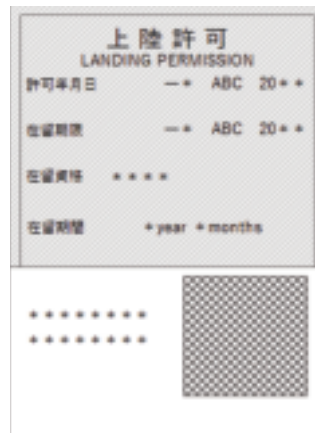 上陸許可
LANDING PERMISSION
許可年月日 —* ABC 20**
在留期限 —* ABC 20**
在留資格 ****
在留期間 *year *months
********
********